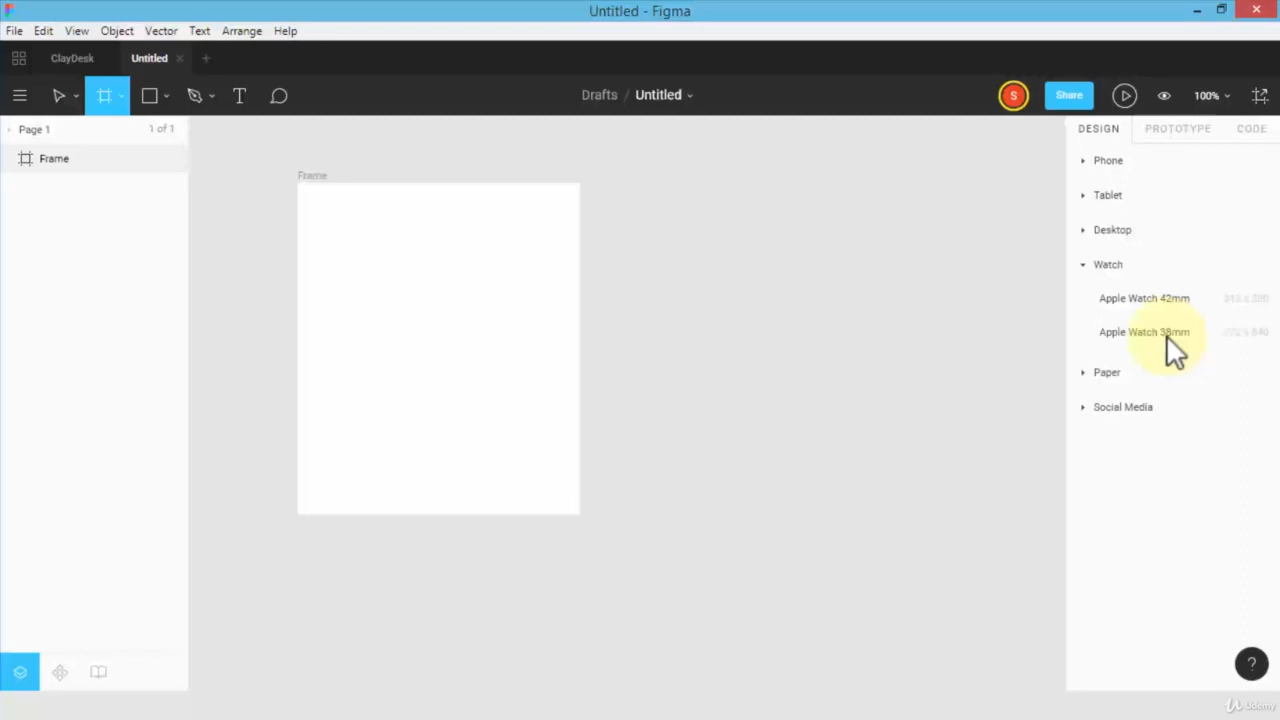 Untitled - Figma
File Edit View Object Vector Text Arrange Help
ClayDesk Untitled
Drafts / Untitled
S Share 100%
Page 1 1 of 1
DESIGN PROTOTYPE CODE
Frame
Phone
Frame
Tablet
Desktop
Watch
Apple Watch 42mm
Apple Watch 38mm
Paper
Social Media
?
Udemy